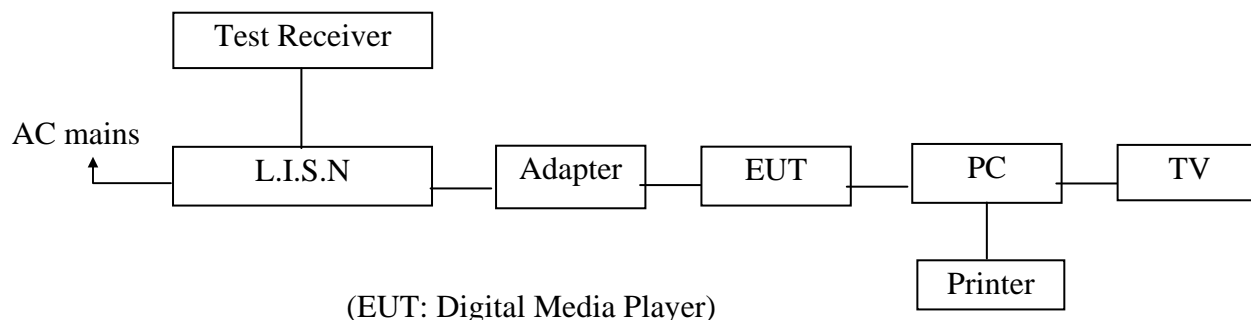 Test Receiver
AC mains
L.I.S.N
Adapter
EUT
PC
TV
Printer
(EUT: Digital Media Player)